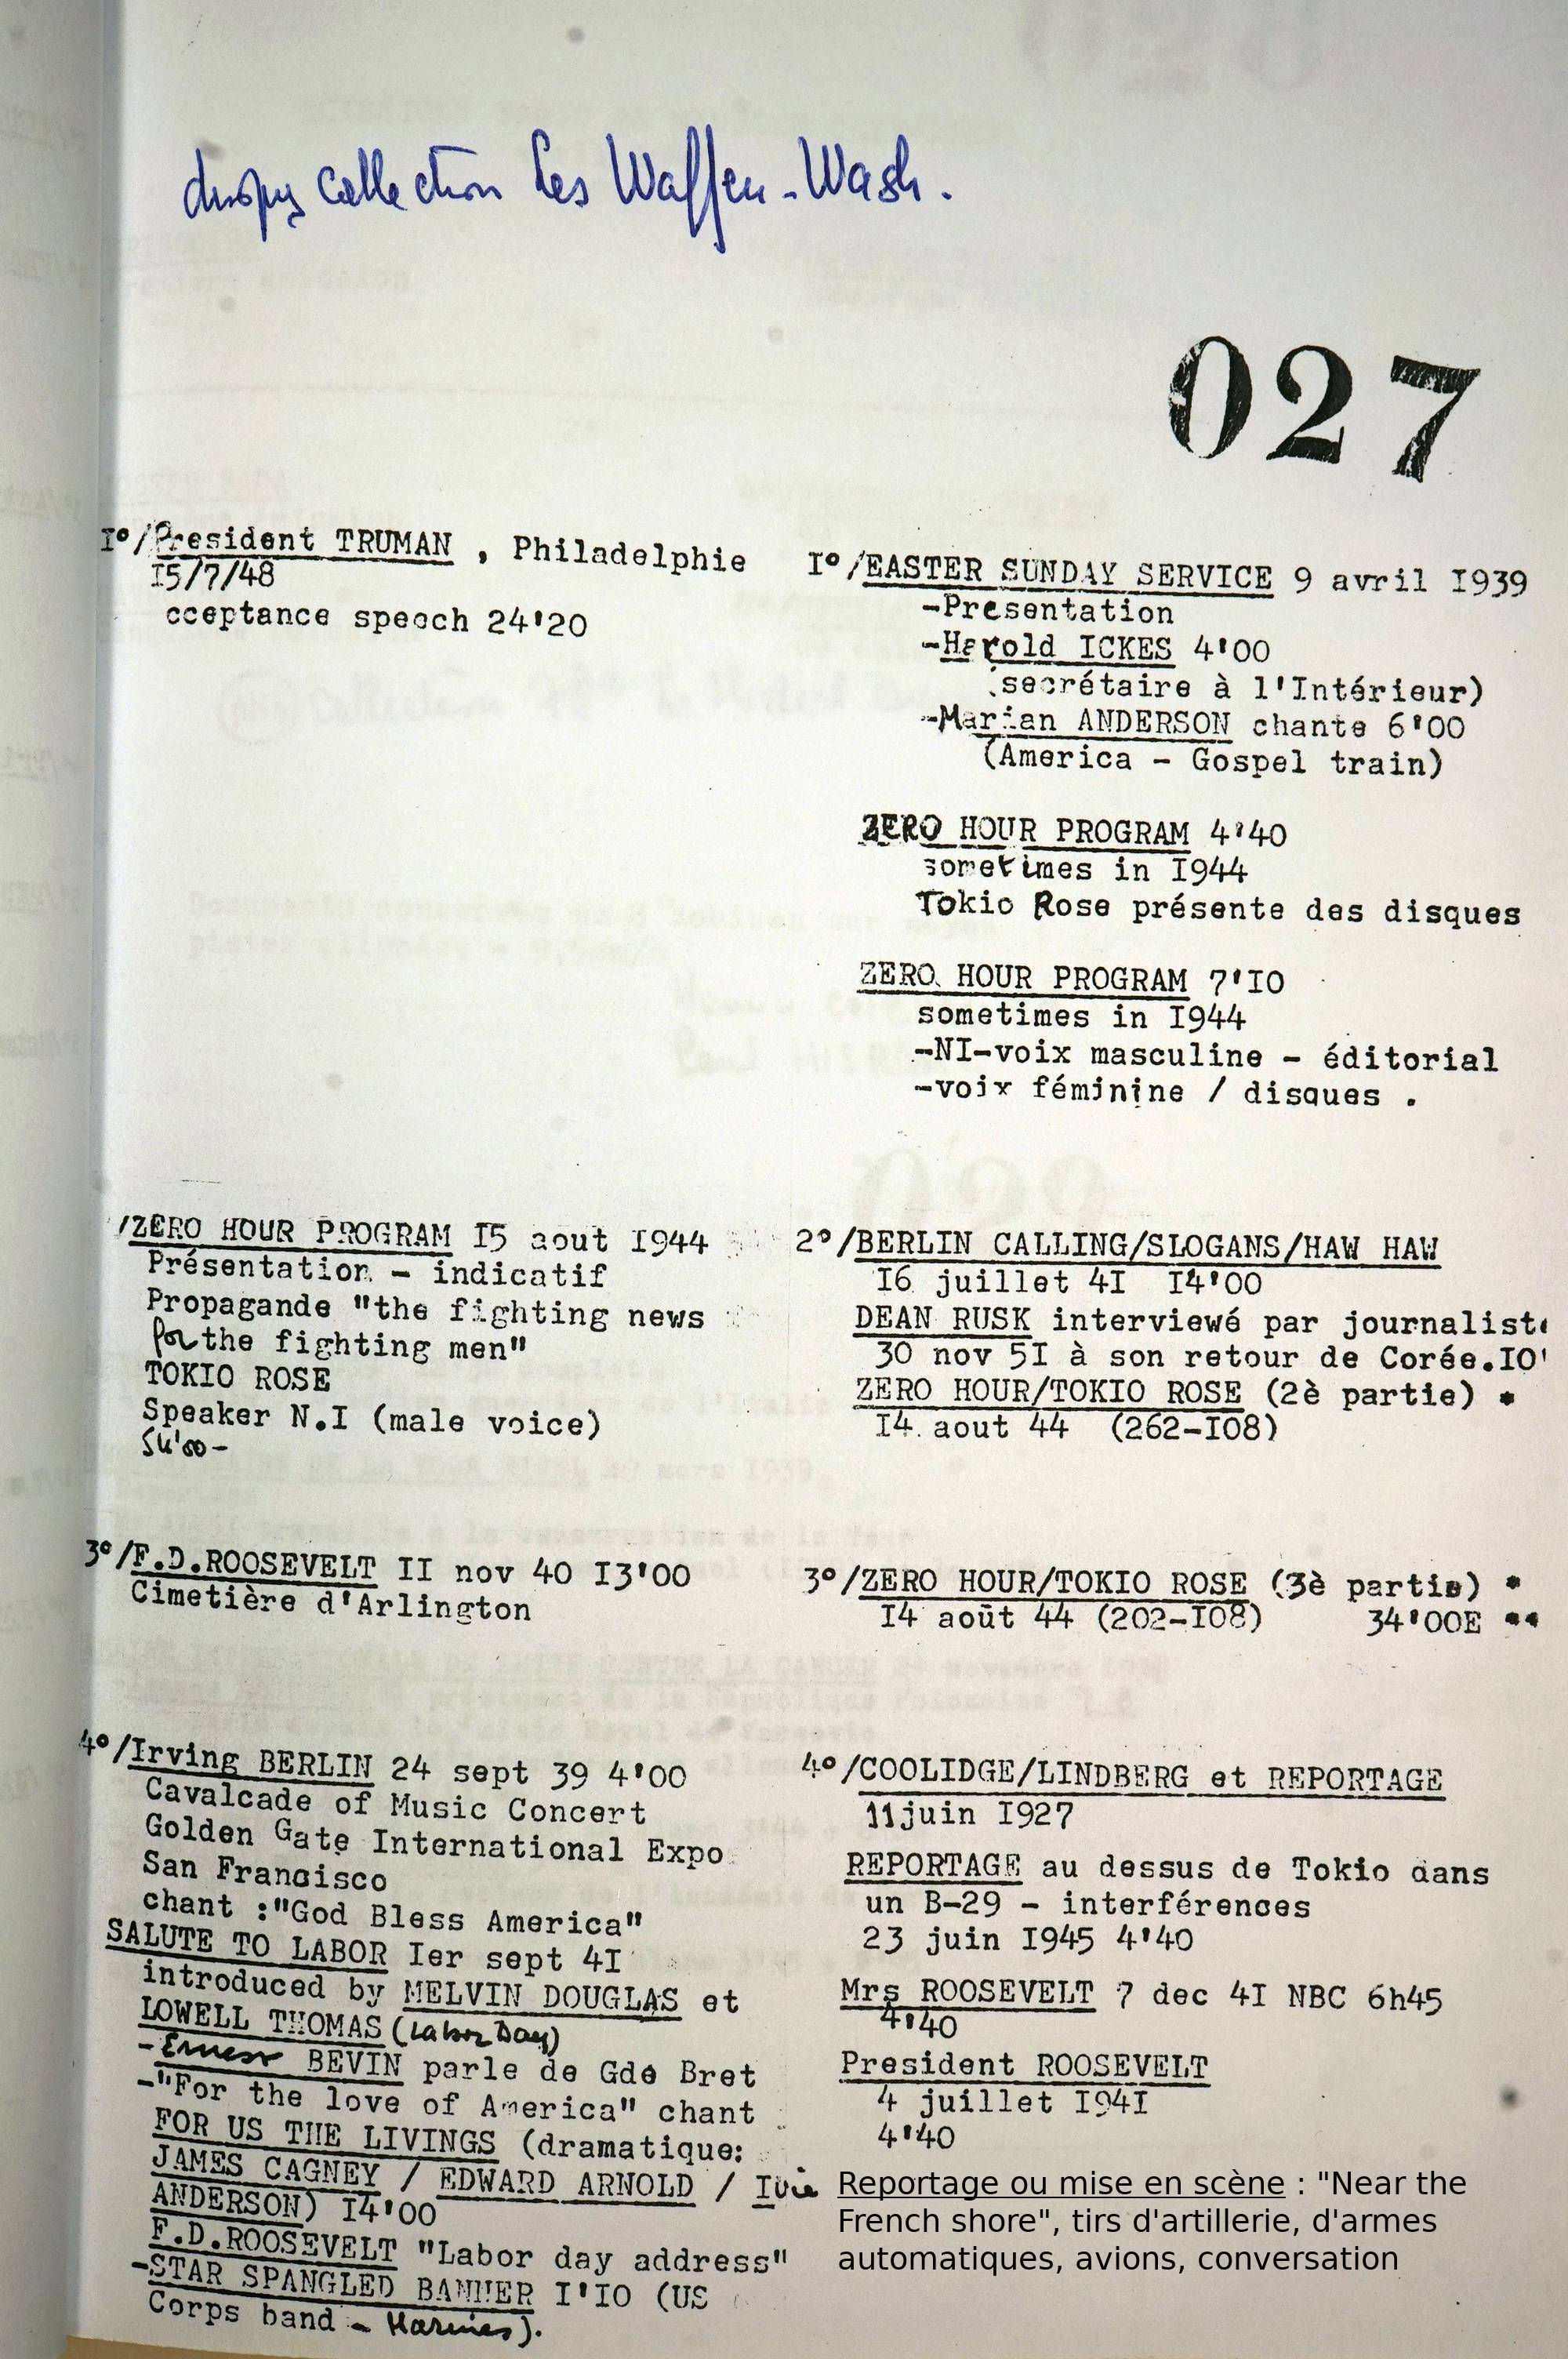 collection Les Waffen-Wash.
027
I°/President TRUMAN , Philadelphie
I5/7/48
cceptance speech 24'20
/ZERO HOUR PROGRAM I5 aout I944
Présentation - indicatif
Propagande "the fighting news
for the fighting men"
TOKIO ROSE
Speaker N.I (male voice)
3°/F.D.ROOSEVELT II nov 40 I3'00
Cimetière d'Arlington
4°/Irving BERLIN 24 sept 39 4'00
Cavalcade of Music Concert
Golden Gate International Expo
San Francisco
chant :"God Bless America"
SALUTE TO LABOR Ier sept 4I
introduced by MELVIN DOUGLAS et
LOWELL THOMAS (Labor Day)
-Ernest BEVIN parle de Gde Bret
-"For the love of America" chant
FOR US THE LIVINGS (dramatique:
JAMES CAGNEY / EDWARD ARNOLD / Ivie
ANDERSON) I4'00
F.D.ROOSEVELT "Labor day address"
-STAR SPANGLED BANNER I'IO (US
Corps band - Marines).
I°/EASTER SUNDAY SERVICE 9 avril I939
-Presentation
-Harold ICKES 4'00
(secrétaire à l'Intérieur)
-Marian ANDERSON chante 6'00
(America - Gospel train)
ZERO HOUR PROGRAM 4'40
sometimes in I944
Tokio Rose présente des disques
ZERO HOUR PROGRAM 7'IO
sometimes in I944
-NI-voix masculine - éditorial
-voix féminine / disques .
2°/BERLIN CALLING/SLOGANS/HAW HAW
I6 juillet 4I I4'00
DEAN RUSK interviewé par journaliste
30 nov 5I à son retour de Corée.IO'
ZERO HOUR/TOKIO ROSE (2è partie) *
I4 aout 44 (262-I08)
3°/ZERO HOUR/TOKIO ROSE (3è partie) *
I4 août 44 (202-I08) 34'00E **
4°/COOLIDGE/LINDBERG et REPORTAGE
11juin I927
REPORTAGE au dessus de Tokio dans
un B-29 - interférences
23 juin I945 4'40
Mrs ROOSEVELT 7 dec 4I NBC 6h45
4'40
President ROOSEVELT
4 juillet I94I
4'40
Reportage ou mise en scène : "Near the
French shore", tirs d'artillerie, d'armes
automatiques, avions, conversation